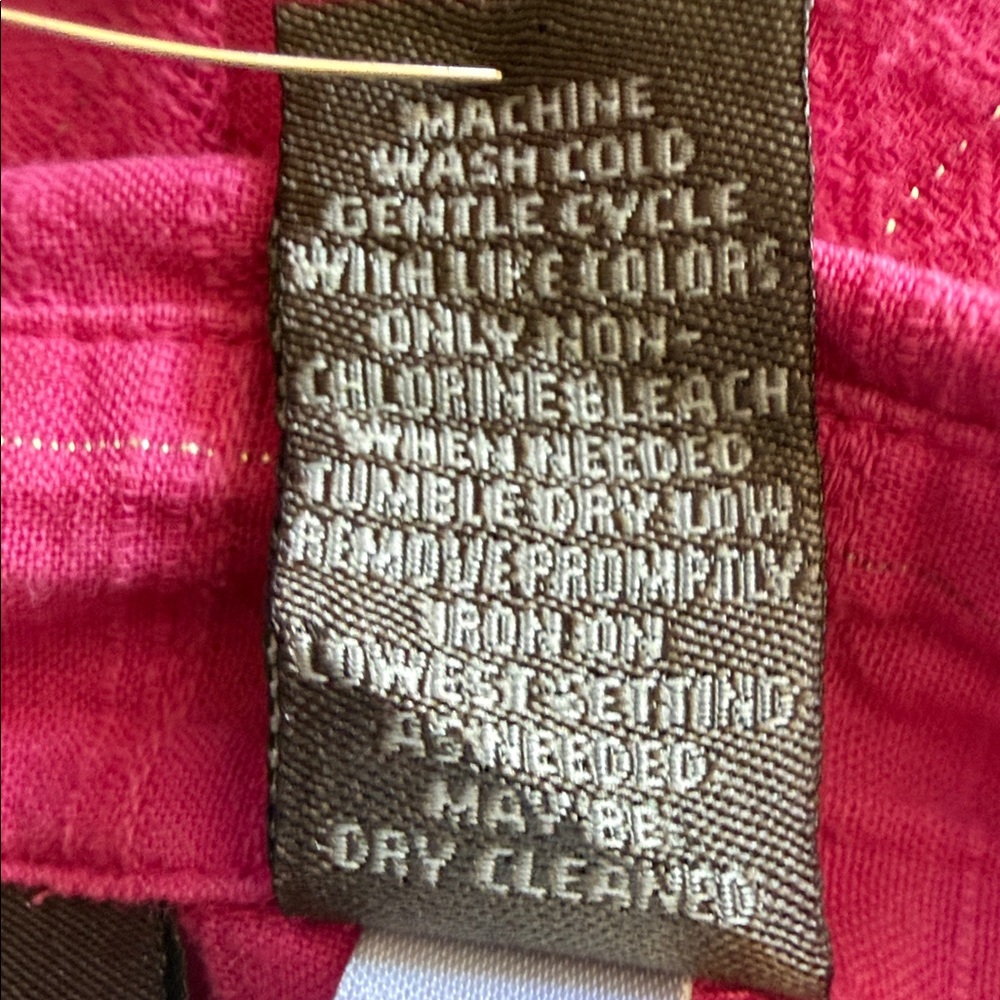 MACHINE
WASH COLD
GENTLE CYCLE
WITH LIKE COLORS
ONLY NON-
CHLORINE BLEACH
WHEN NEEDED
TUMBLE DRY LOW
REMOVE PROMPTLY
IRON ON
LOWEST SETTING
AS NEEDED
MAY BE
DRY CLEANED